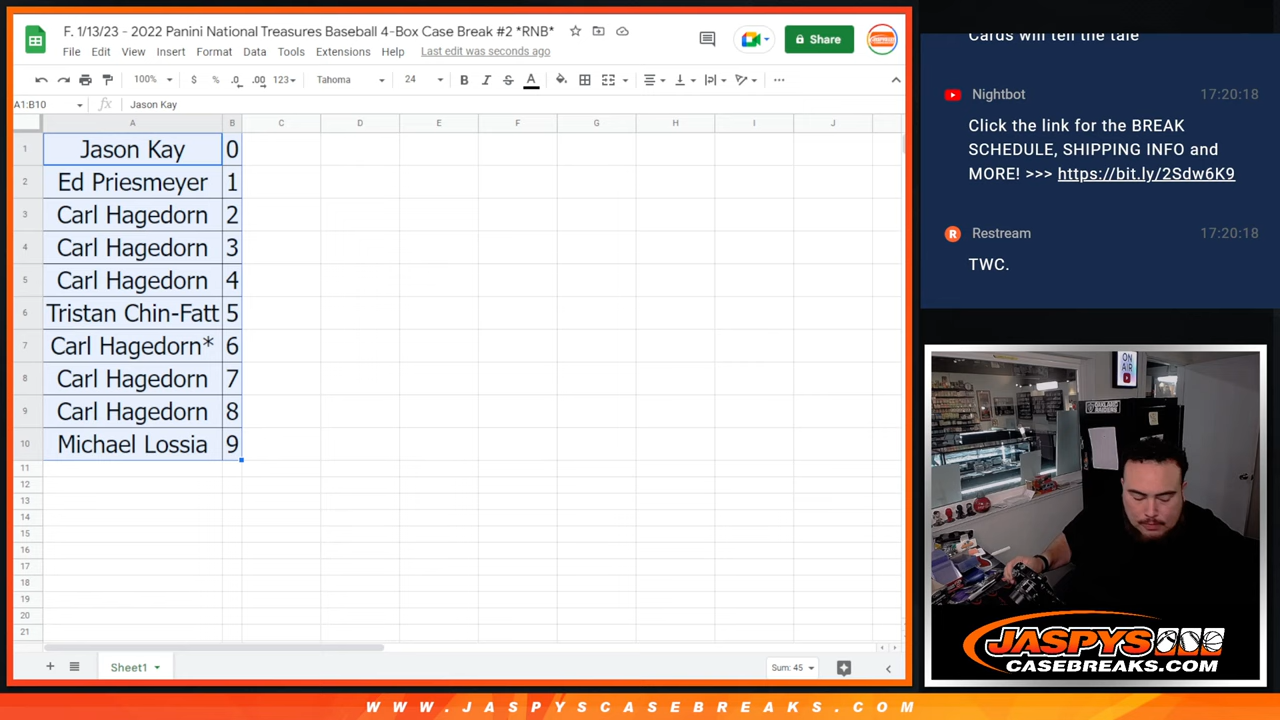 F. 1/13/23 - 2022 Panini National Treasures Baseball 4-Box Case Break #2 *RNB*
File Edit View Insert Format Data Tools Extensions Help Last edit was seconds ago
Share
100% $ % .0 .00 123 Tahoma 24 B I S A
A1:B10 fx Jason Kay
A B C D E F G H I J
1 Jason Kay 0
2 Ed Priesmeyer 1
3 Carl Hagedorn 2
4 Carl Hagedorn 3
5 Carl Hagedorn 4
6 Tristan Chin-Fatt 5
7 Carl Hagedorn* 6
8 Carl Hagedorn 7
9 Carl Hagedorn 8
10 Michael Lossia 9
11
12
13
14
15
16
17
18
19
20
21
Sheet1
Sum: 45
Cards will tell the tale
Nightbot 17:20:18
Click the link for the BREAK
SCHEDULE, SHIPPING INFO and
MORE! >>> https://bit.ly/2Sdw6K9
R Restream 17:20:18
TWC.
ON
AIR
OAKLAND
RAIDERS
JASPYS
CASEBREAKS.COM
WWW.JASPYSCASEBREAKS.COM